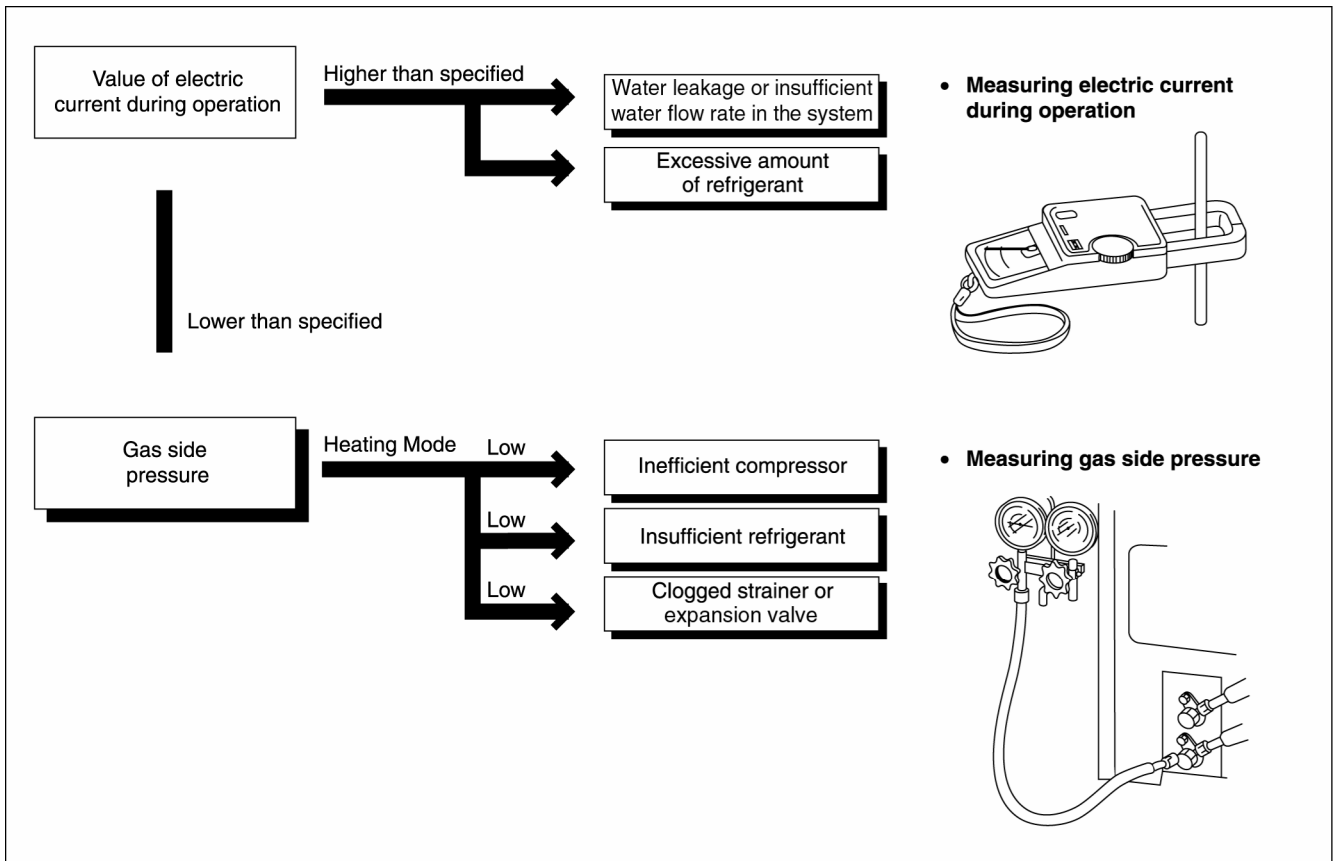 Value of electric
current during operation
Higher than specified
Water leakage or insufficient
water flow rate in the system
Excessive amount
of refrigerant
Lower than specified
• Measuring electric current
during operation
Gas side
pressure
Heating Mode
Low
Inefficient compressor
Low
Insufficient refrigerant
Low
Clogged strainer or
expansion valve
• Measuring gas side pressure